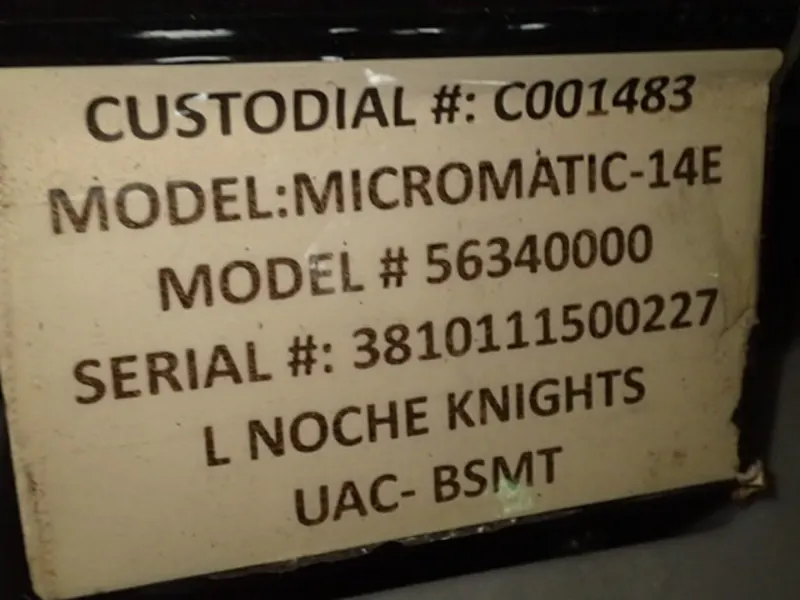 CUSTODIAL #: C001483
MODEL:MICROMATIC-14E
MODEL # 56340000
SERIAL #: 3810111500227
L NOCHE KNIGHTS
UAC- BSMT